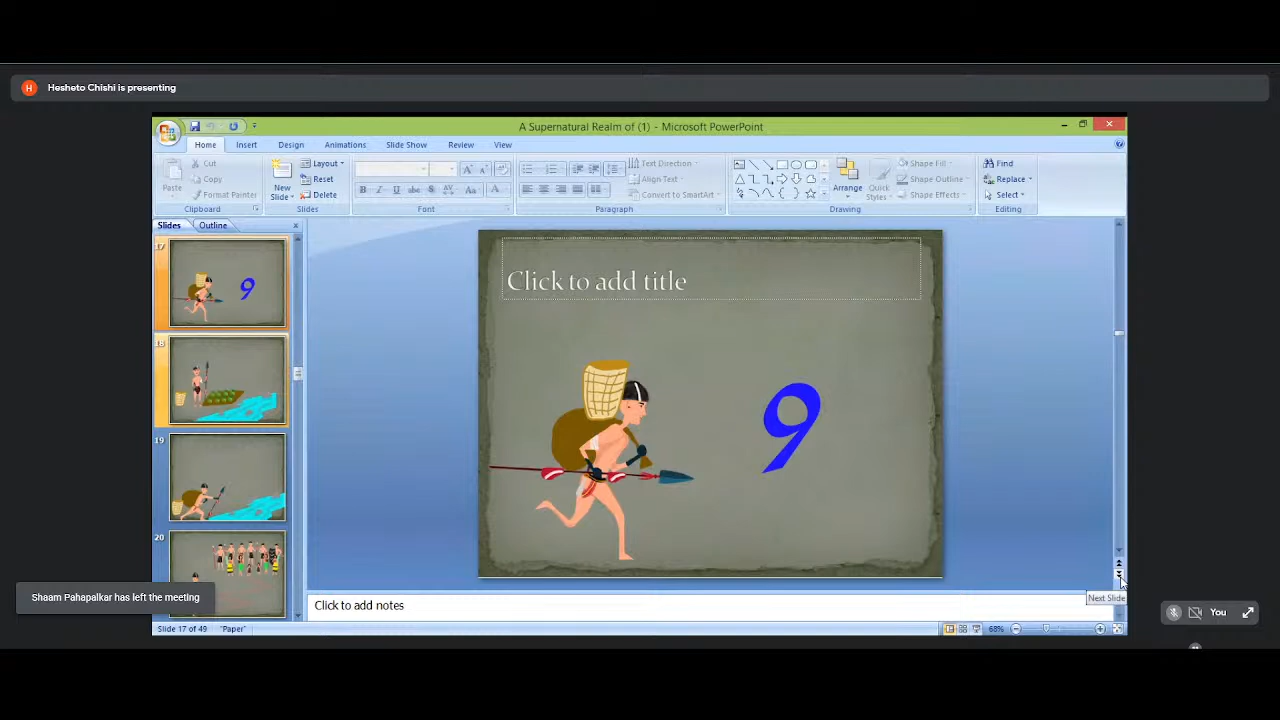 H Hesheto Chishi is presenting
A Supernatural Realm of (1) - Microsoft PowerPoint
Home Insert Design Animations Slide Show Review View
Cut Layout Text Direction Shape Fill Find
Paste Copy New Slide Reset Align Text Arrange Quick Styles Shape Outline Replace
Format Painter Delete B I U abc S AV Aa A Convert to SmartArt Shape Effects Select
Clipboard Slides Font Paragraph Drawing Editing
Slides Outline
17
9
18
19
20
Click to add title
9
Shaam Pahapalkar has left the meeting
Next Slide
Click to add notes
You
Slide 17 of 49 "Paper" 68%